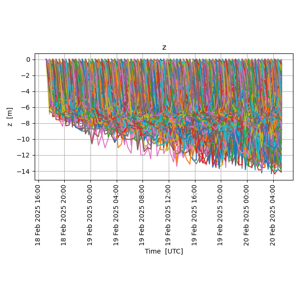 z
z  [m]
0
−2
−4
−6
−8
−10
−12
−14
18 Feb 2025 16:00
18 Feb 2025 20:00
19 Feb 2025 00:00
19 Feb 2025 04:00
19 Feb 2025 08:00
19 Feb 2025 12:00
19 Feb 2025 16:00
19 Feb 2025 20:00
20 Feb 2025 00:00
20 Feb 2025 04:00
Time  [UTC]